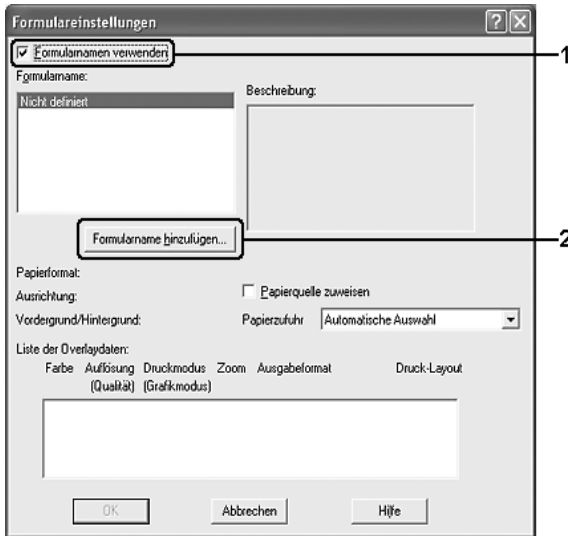 Formulareinstellungen
Formularnamen verwenden
1
Formularname:
Beschreibung:
Nicht definiert
Formularname hinzufügen...
2
Papierformat:
Ausrichtung:
Papierquelle zuweisen
Vordergrund/Hintergrund:
Papierzufuhr
Automatische Auswahl
Liste der Overlaydaten:
Farbe Auflösung Druckmodus Zoom Ausgabeformat Druck-Layout
(Qualität) (Grafikmodus)
OK
Abbrechen
Hilfe